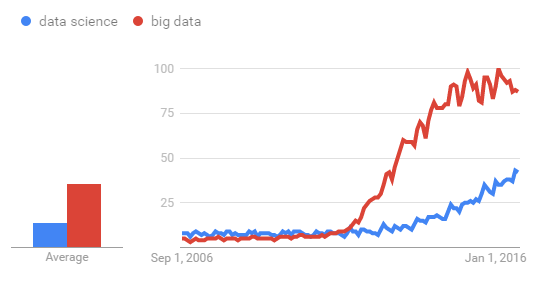 data science big data
100
75
50
25
Average
Sep 1, 2006 Jan 1, 2016